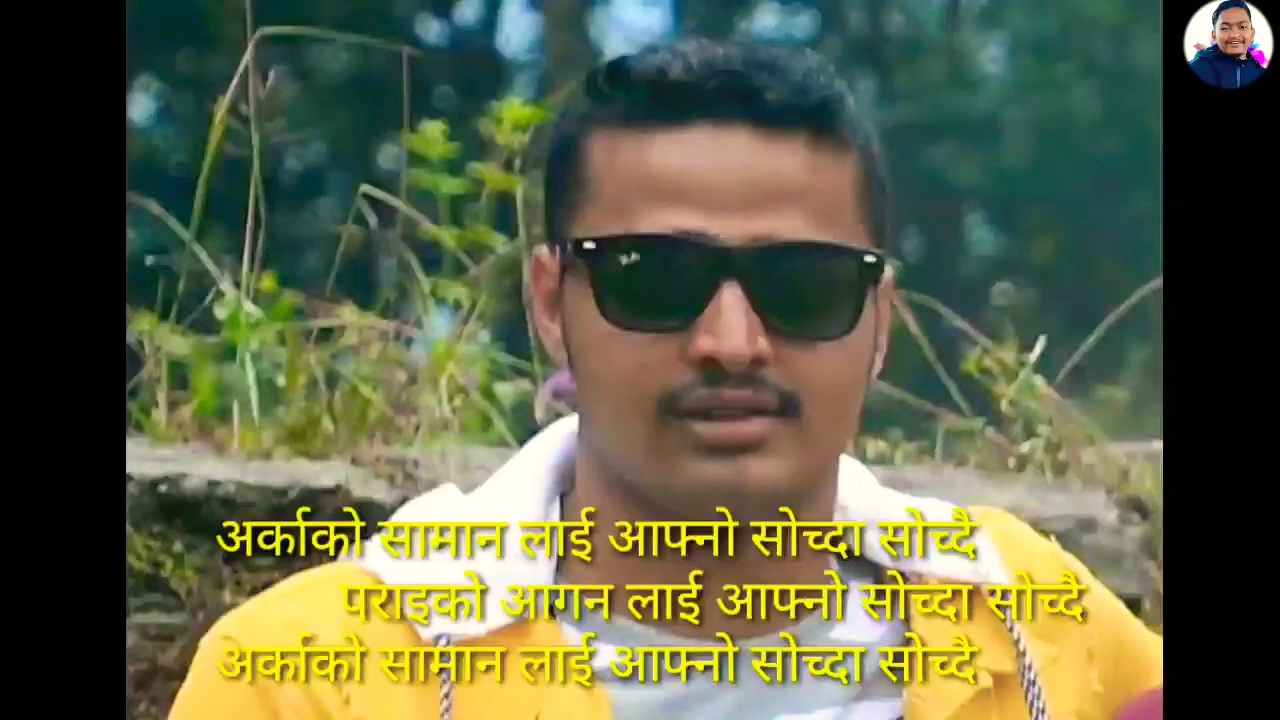 अर्काको सामान लाई आफ्नो सोच्दा सोच्दै
पराइको आगन लाई आफ्नो सोच्दा सोच्दै
अर्काको सामान लाई आफ्नो सोच्दा सोच्दै